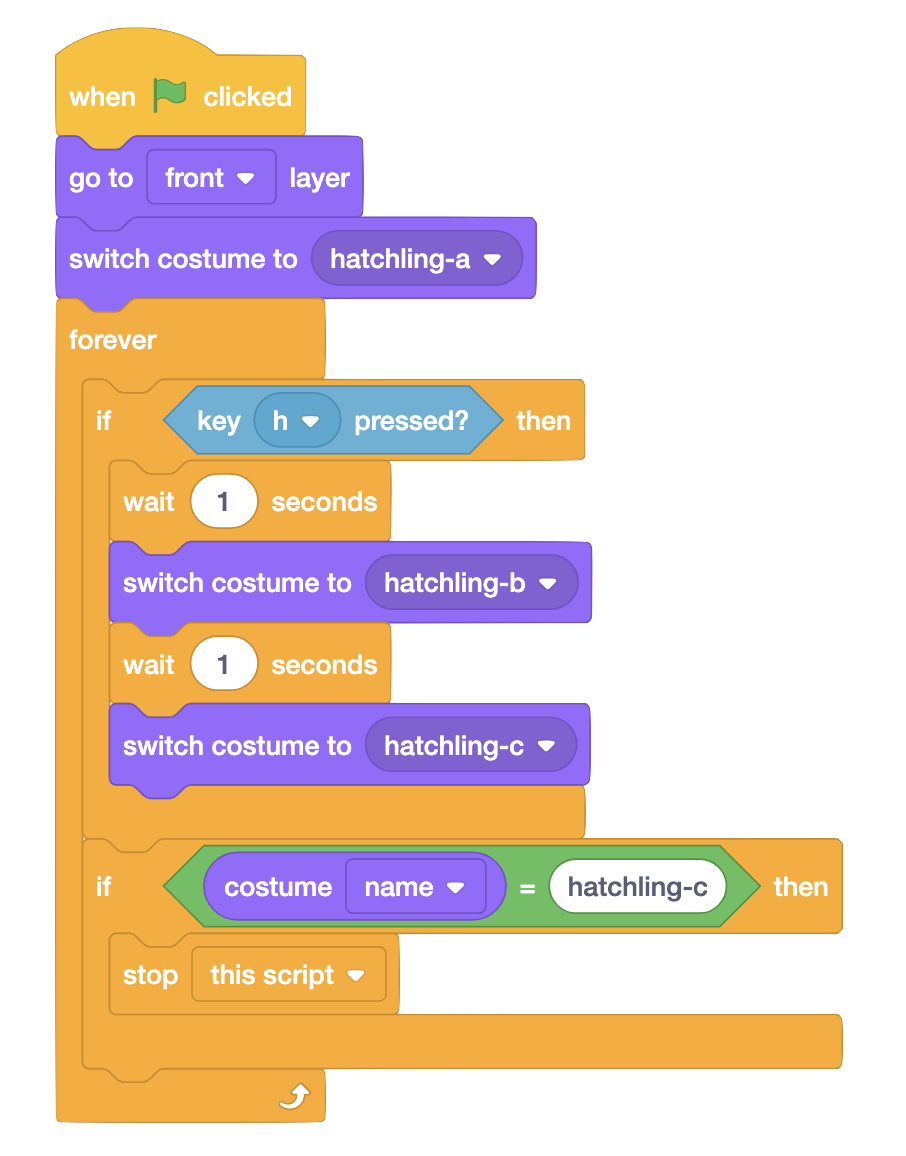 when clicked
go to front layer
switch costume to hatchling-a
forever
if key h pressed? then
wait 1 seconds
switch costume to hatchling-b
wait 1 seconds
switch costume to hatchling-c
if costume name = hatchling-c then
stop this script